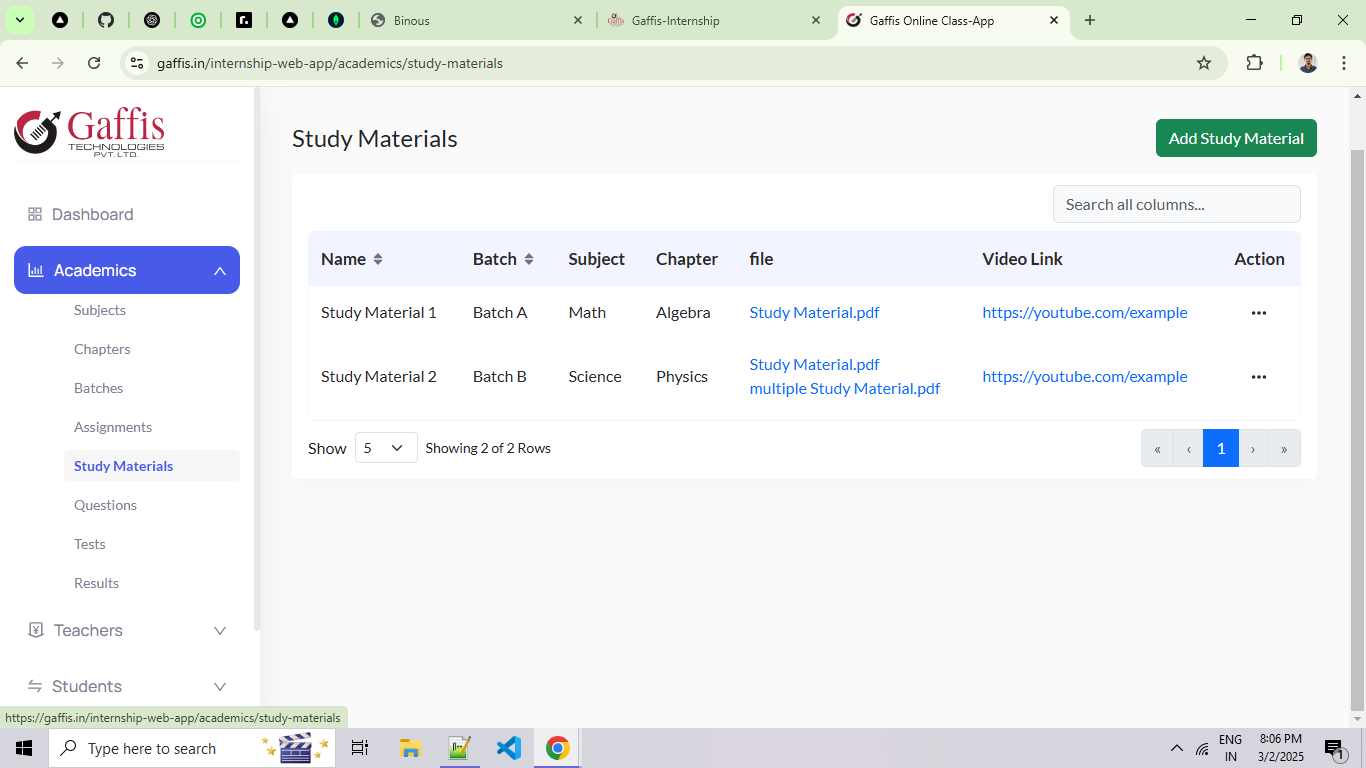 Binous
Gaffis-Internship
Gaffis Online Class-App
gaffis.in/internship-web-app/academics/study-materials
Gaffis
TECHNOLOGIES
PVT. LTD.
Study Materials
Add Study Material
Search all columns...
Dashboard
Academics
Subjects
Chapters
Batches
Assignments
Study Materials
Questions
Tests
Results
Teachers
Students
Name Batch Subject Chapter file Video Link Action
Study Material 1 Batch A Math Algebra Study Material.pdf https://youtube.com/example
Study Material 2 Batch B Science Physics Study Material.pdf https://youtube.com/example
multiple Study Material.pdf
Show 5 Showing 2 of 2 Rows
« ‹ 1 › »
https://gaffis.in/internship-web-app/academics/study-materials
Type here to search
ENG
IN
8:06 PM
3/2/2025
1